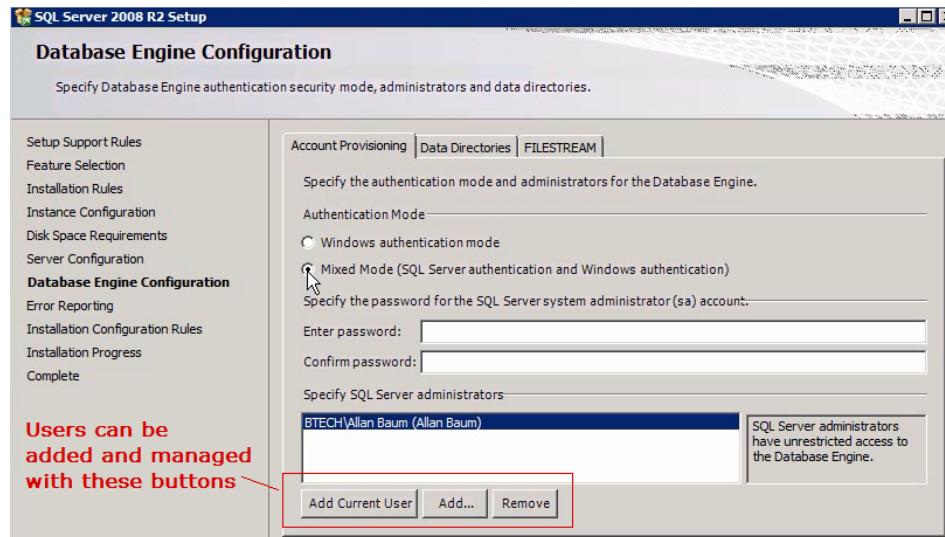 SQL Server 2008 R2 Setup
Database Engine Configuration
Specify Database Engine authentication security mode, administrators and data directories.
Setup Support Rules
Feature Selection
Installation Rules
Instance Configuration
Disk Space Requirements
Server Configuration
Database Engine Configuration
Error Reporting
Installation Configuration Rules
Installation Progress
Complete
Users can be
added and managed
with these buttons
Account Provisioning Data Directories FILESTREAM
Specify the authentication mode and administrators for the Database Engine.
Authentication Mode
Windows authentication mode
Mixed Mode (SQL Server authentication and Windows authentication)
Specify the password for the SQL Server system administrator (sa) account.
Enter password:
Confirm password:
Specify SQL Server administrators
BTECH\Allan Baum (Allan Baum)
SQL Server administrators
have unrestricted access to
the Database Engine.
Add Current User Add... Remove